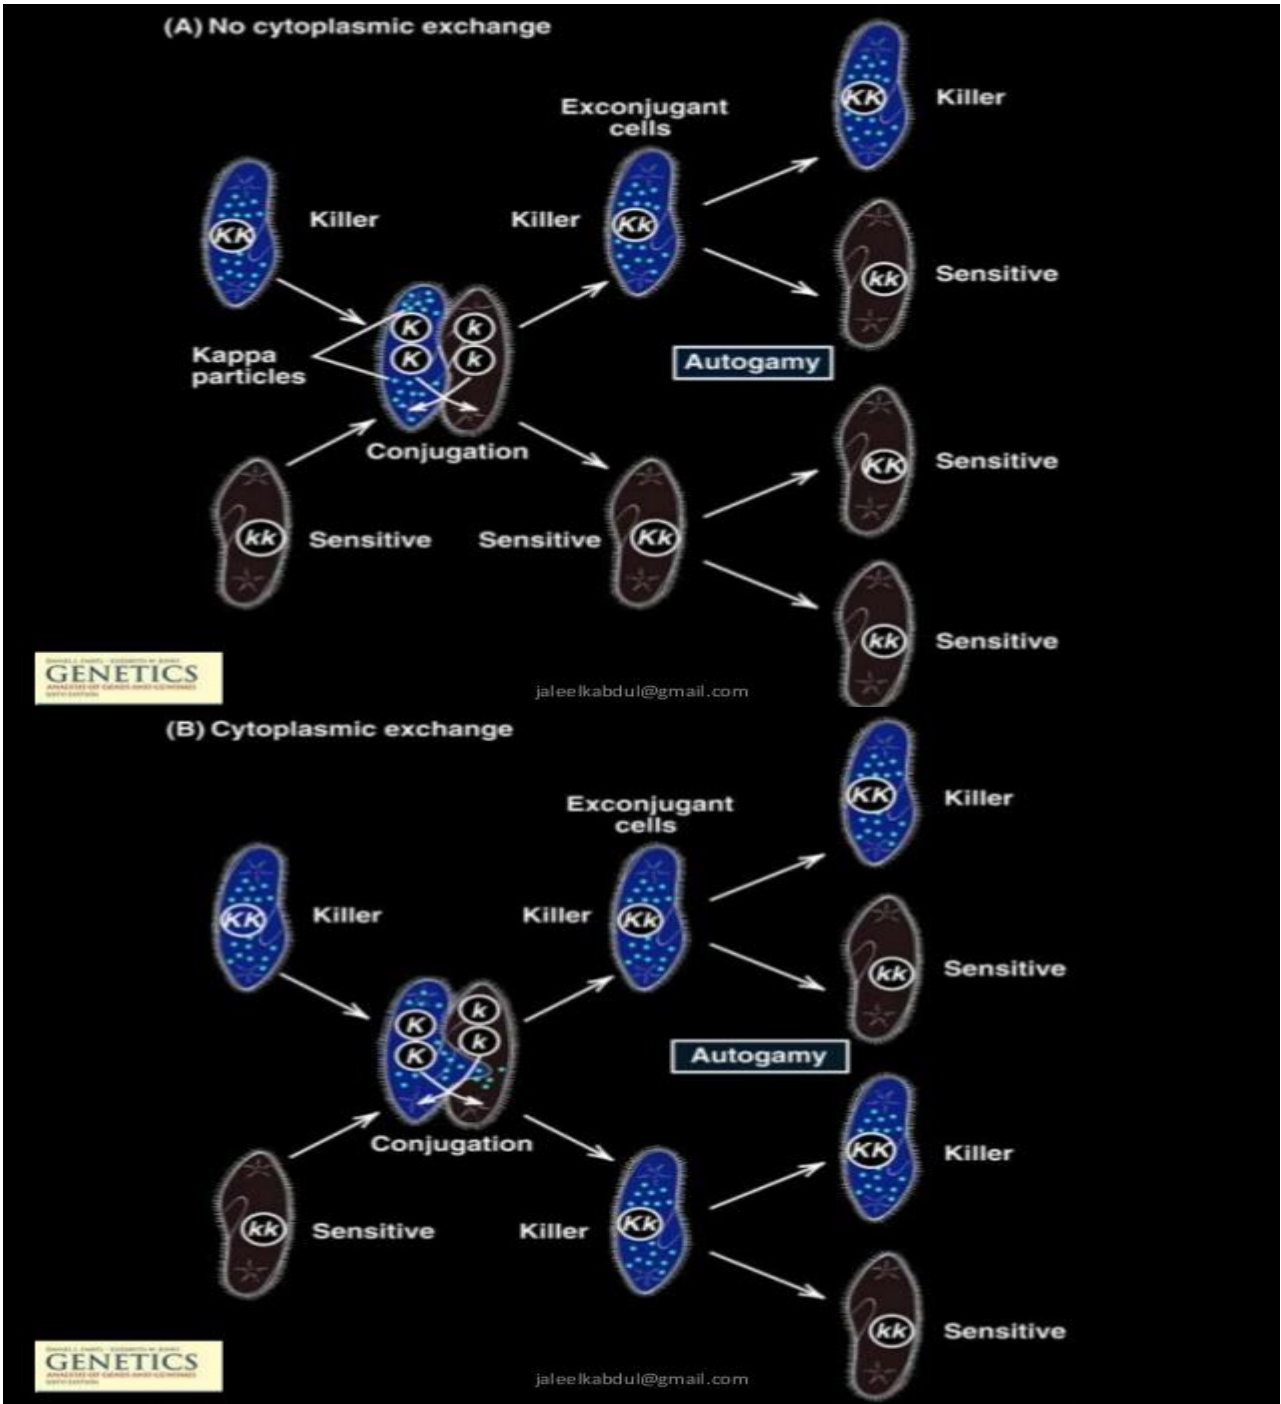 (A) No cytoplasmic exchange
Exconjugant
cells
KK
Killer
KK
Killer
Killer
Kk
kk
Sensitive
K
k
K
k
Kappa
particles
Autogamy
Conjugation
KK
Sensitive
kk
Sensitive
Sensitive
Kk
kk
Sensitive
GENETICS
jaleelkabdul@gmail.com
(B) Cytoplasmic exchange
Exconjugant
cells
KK
Killer
KK
Killer
Killer
Kk
kk
Sensitive
K
k
K
k
Autogamy
Conjugation
KK
Killer
kk
Sensitive
Killer
Kk
kk
Sensitive
GENETICS
jaleelkabdul@gmail.com